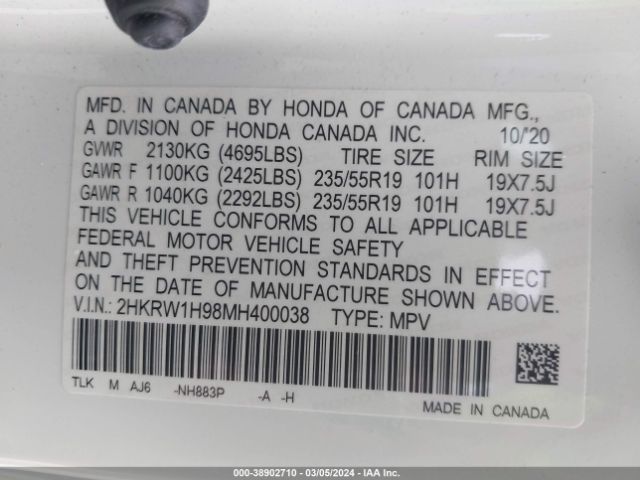 MFD. IN CANADA BY HONDA OF CANADA MFG.,
A DIVISION OF HONDA CANADA INC. 10/'20
GVWR 2130KG (4695LBS) TIRE SIZE RIM SIZE
GAWR F 1100KG (2425LBS) 235/55R19 101H 19X7.5J
GAWR R 1040KG (2292LBS) 235/55R19 101H 19X7.5J
THIS VEHICLE CONFORMS TO ALL APPLICABLE
FEDERAL MOTOR VEHICLE SAFETY
AND THEFT PREVENTION STANDARDS IN EFFECT
ON THE DATE OF MANUFACTURE SHOWN ABOVE.
V.I.N.: 2HKRW1H98MH400038 TYPE: MPV
TLK M AJ6 -NH883P -A -H
MADE IN CANADA
000-38902710 - 03/05/2024 - IAA Inc.